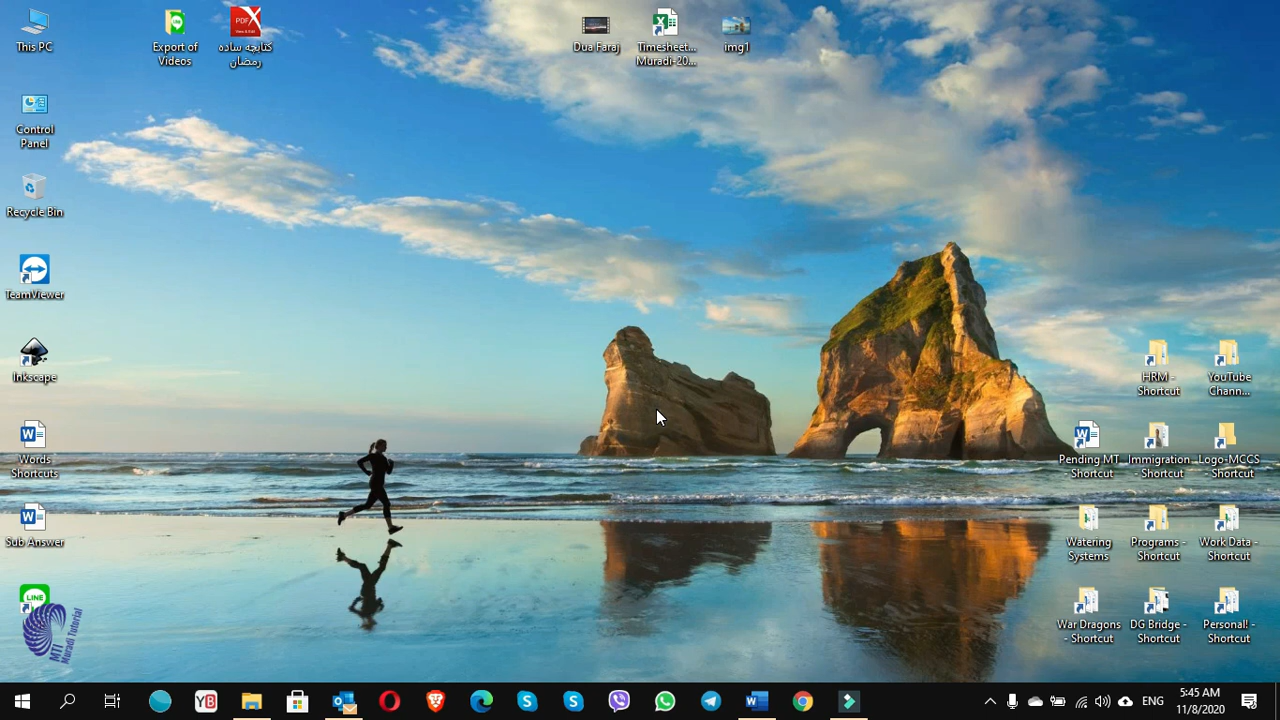 This PC
Export of
Videos
PDF
کتابچه ساده
رمضان
Dua Faraj
Timesheet...
Muradi-20...
img1
Control
Panel
Recycle Bin
TeamViewer
Inkscape
Words
Shortcuts
Sub Answer
LINE
MTI
Muradi Tutorial
HRM -
Shortcut
YouTube
Chann...
Pending MT
- Shortcut
Immigration
- Shortcut
Logo-MCCS
- Shortcut
Watering
Systems
Programs -
Shortcut
Work Data -
Shortcut
War Dragons
- Shortcut
DG Bridge -
Shortcut
Personal! -
Shortcut
YB
ENG
5:45 AM
11/8/2020